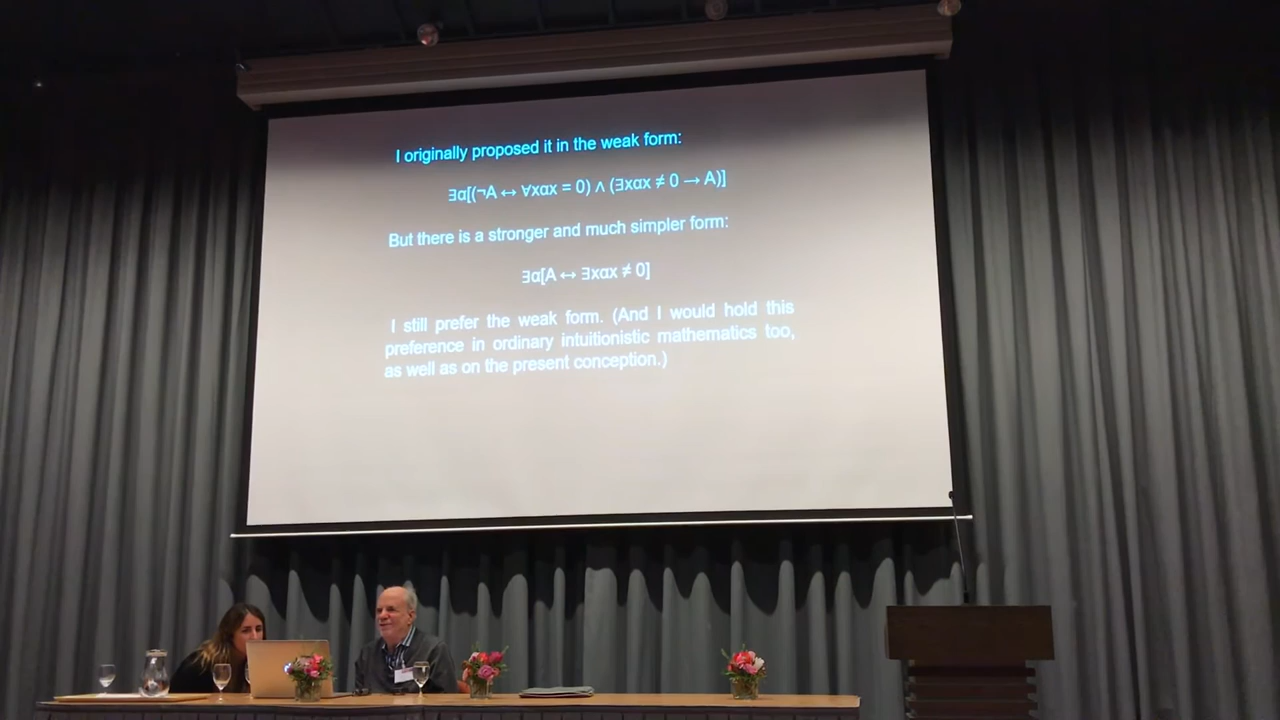 I originally proposed it in the weak form:
∃α[(¬A ↔ ∀xαx = 0) ∧ (∃xαx ≠ 0 → A)]
But there is a stronger and much simpler form:
∃α[A ↔ ∃xαx ≠ 0]
I still prefer the weak form. (And I would hold this
preference in ordinary intuitionistic mathematics too,
as well as on the present conception.)